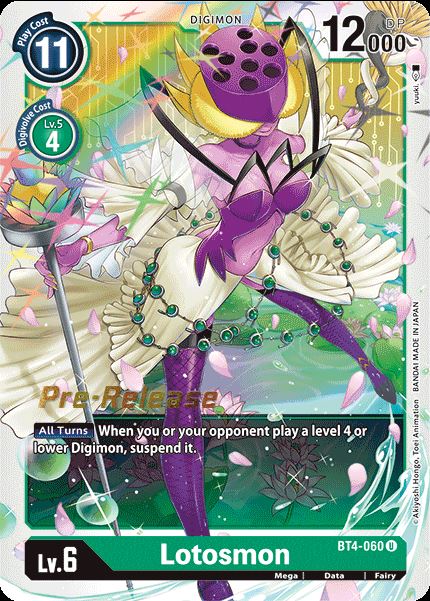 DIGIMON
Play Cost
11
12000 DP
Digivolve Cost
Lv.5
4
yuuki
Pre-Release
All Turns When you or your opponent play a level 4 or
lower Digimon, suspend it.
©Akiyoshi Hongo, Toei Animation BANDAI MADE IN JAPAN
Lv.6
Lotosmon
BT4-060 U
Mega | Data | Fairy